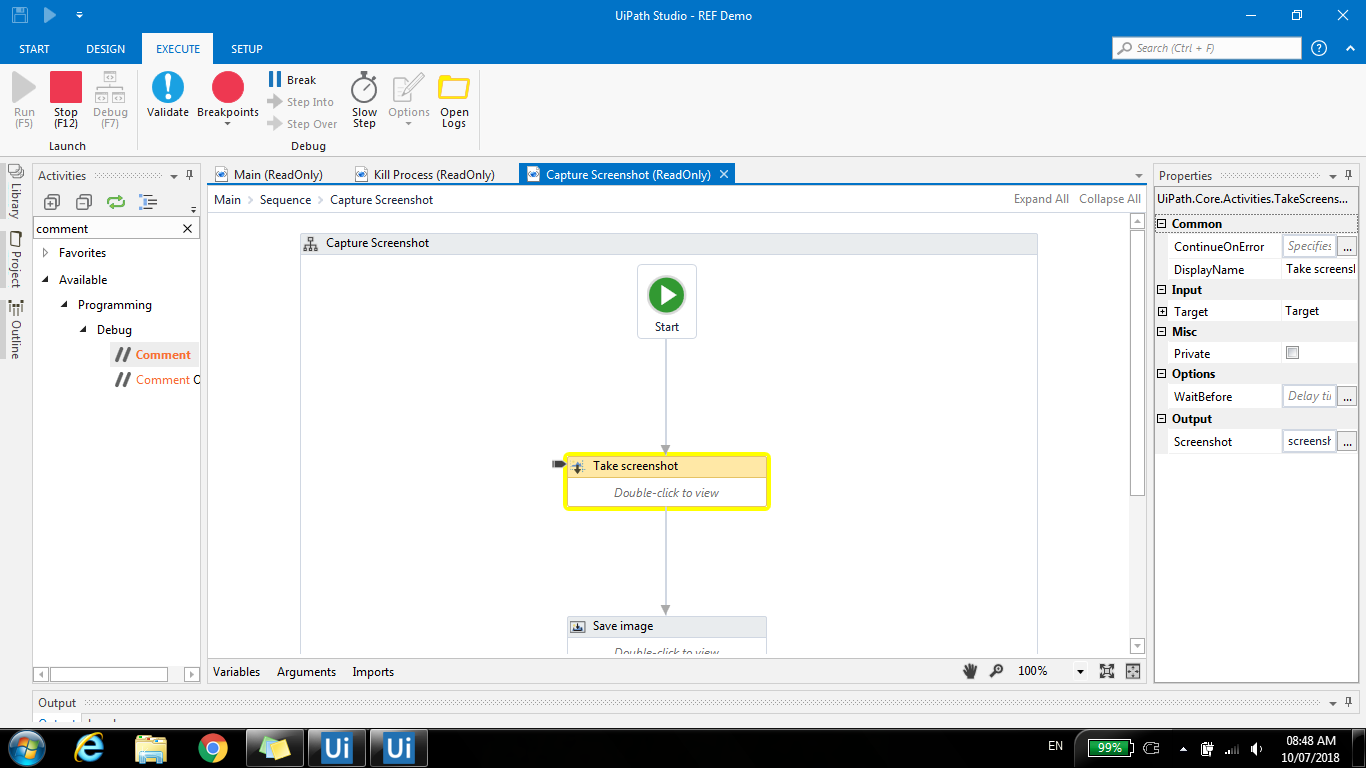 UiPath Studio - REF Demo
START DESIGN EXECUTE SETUP
Search (Ctrl + F)
Run (F5)
Stop (F12)
Debug (F7)
Launch
Validate
Breakpoints
Break
Step Into
Step Over
Slow Step
Options
Open Logs
Debug
Library
Project
Outline
Activities
comment
Favorites
Available
Programming
Debug
Comment
Comment O
Main (ReadOnly)
Kill Process (ReadOnly)
Capture Screenshot (ReadOnly)
Main > Sequence > Capture Screenshot
Expand All Collapse All
Capture Screenshot
Start
Take screenshot
Double-click to view
Save image
Double-click to view
Variables Arguments Imports
100%
Properties
UiPath.Core.Activities.TakeScreens...
Common
ContinueOnError Specifies ...
DisplayName Take screensh
Input
Target Target
Misc
Private
Options
WaitBefore Delay ti ...
Output
Screenshot screensh ...
Output
Ui
Ui
EN
99%
08:48 AM
10/07/2018